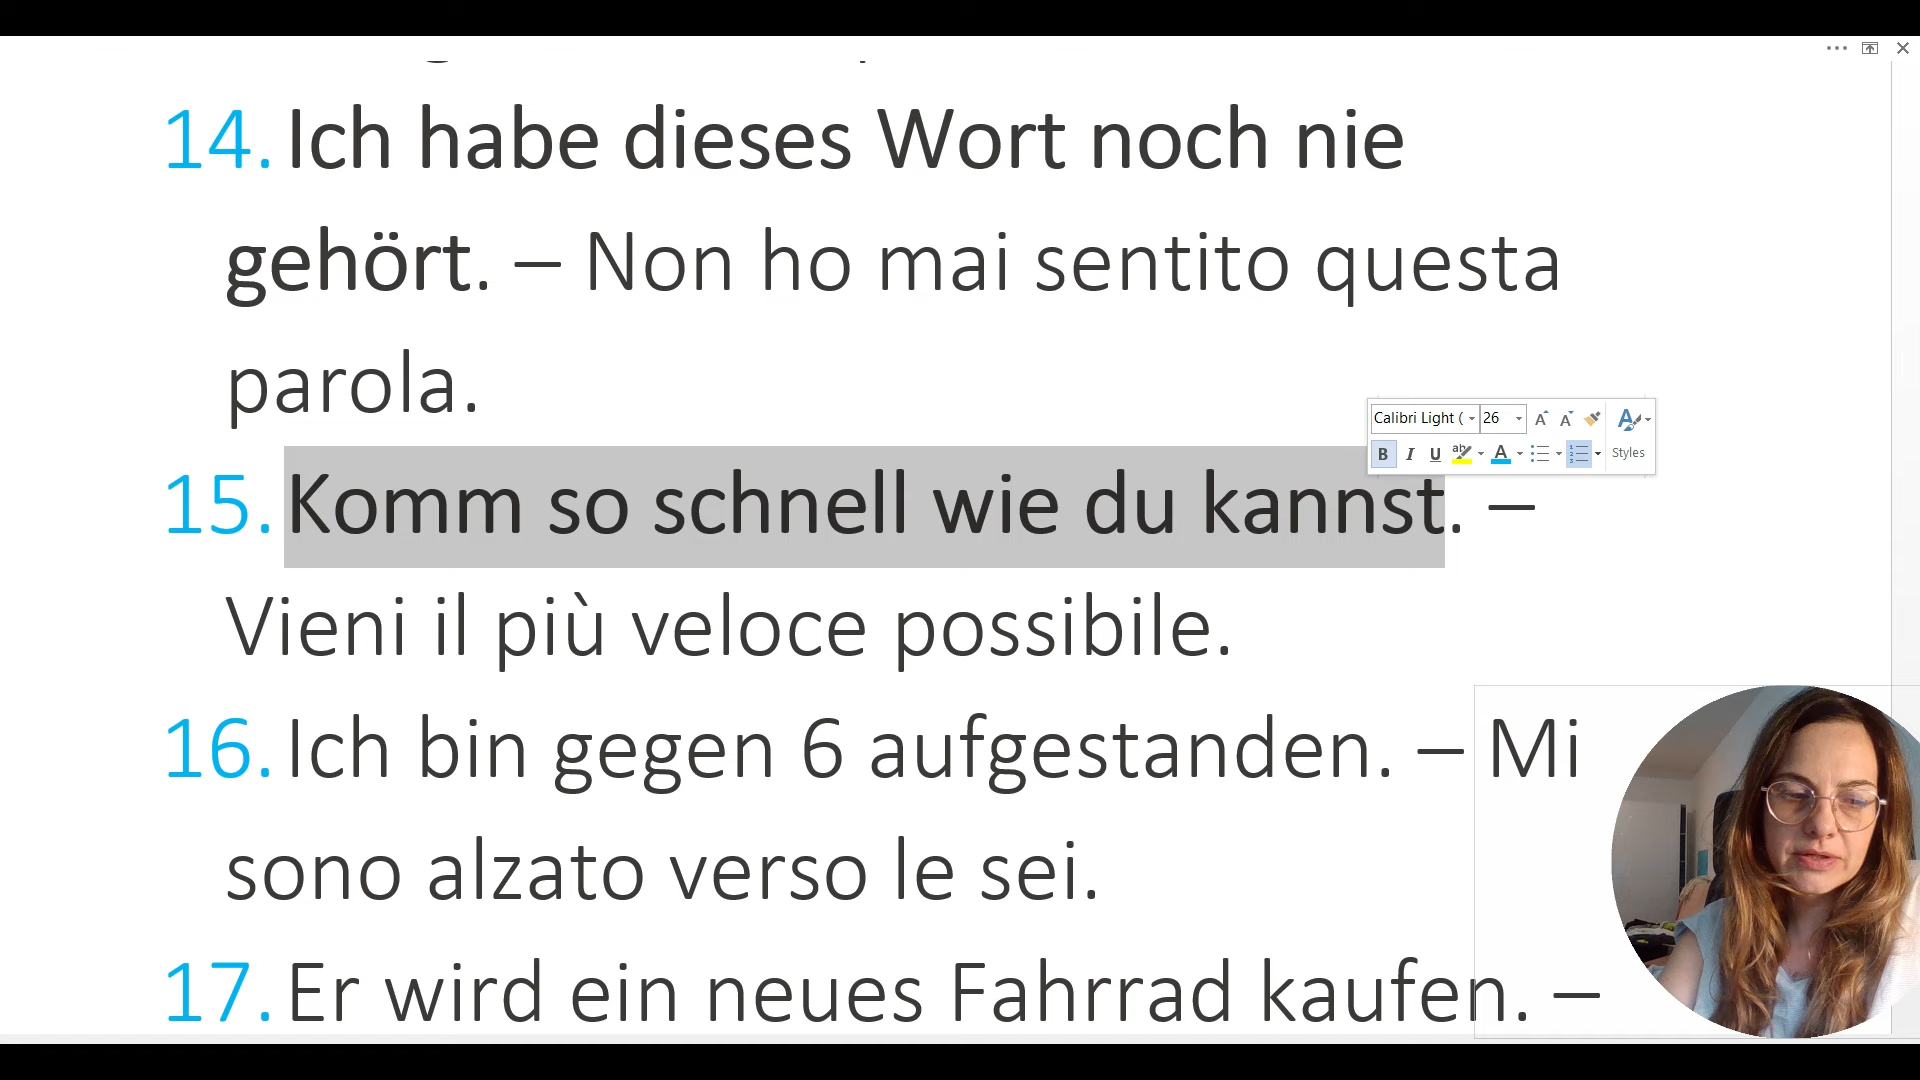 14. Ich habe dieses Wort noch nie
gehört. – Non ho mai sentito questa
parola.
Calibri Light ( 26
B I U ab A Styles
15. Komm so schnell wie du kannst. –
Vieni il più veloce possibile.
16. Ich bin gegen 6 aufgestanden. – Mi
sono alzato verso le sei.
17. Er wird ein neues Fahrrad kaufen. –